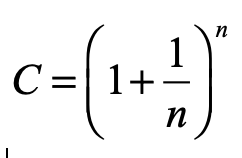 C = (1 + 1/n)^n